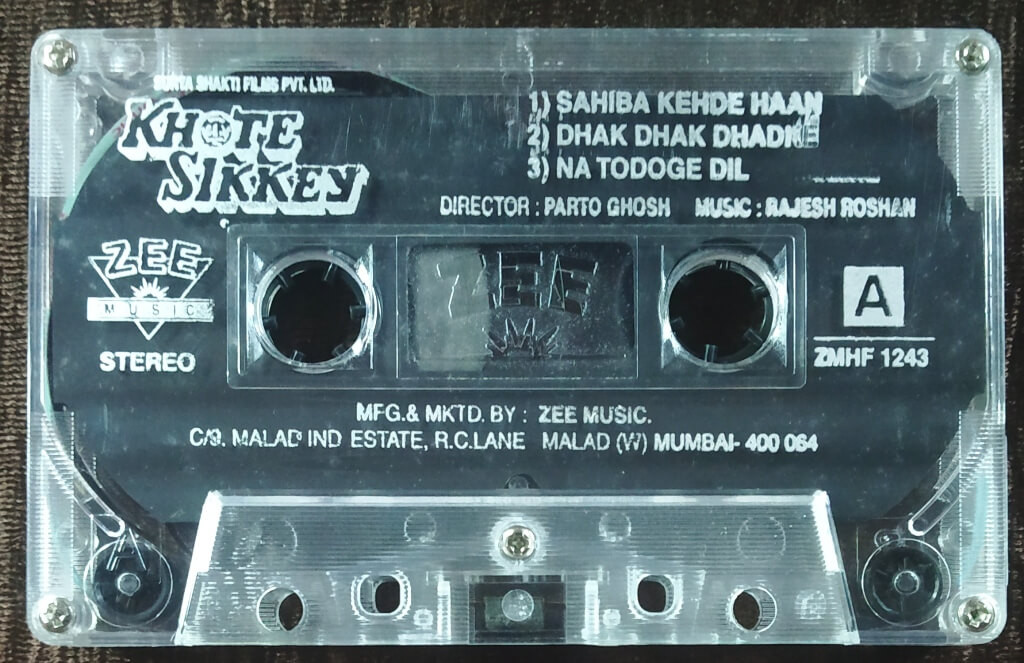 SHAKTI FILMS PVT. LTD.
KHOTE
SIKKEY
1) SAHIBA KEHDE HAAN
2) DHAK DHAK DHADKE
3) NA TODOGE DIL
DIRECTOR : PARTO GHOSH MUSIC : RAJESH ROSHAN
ZEE
MUSIC
STEREO
ZEE
A
ZMHF 1243
MFG.& MKTD. BY : ZEE MUSIC.
C/9, MALAD IND ESTATE, R.C.LANE MALAD (W) MUMBAI- 400 064
A